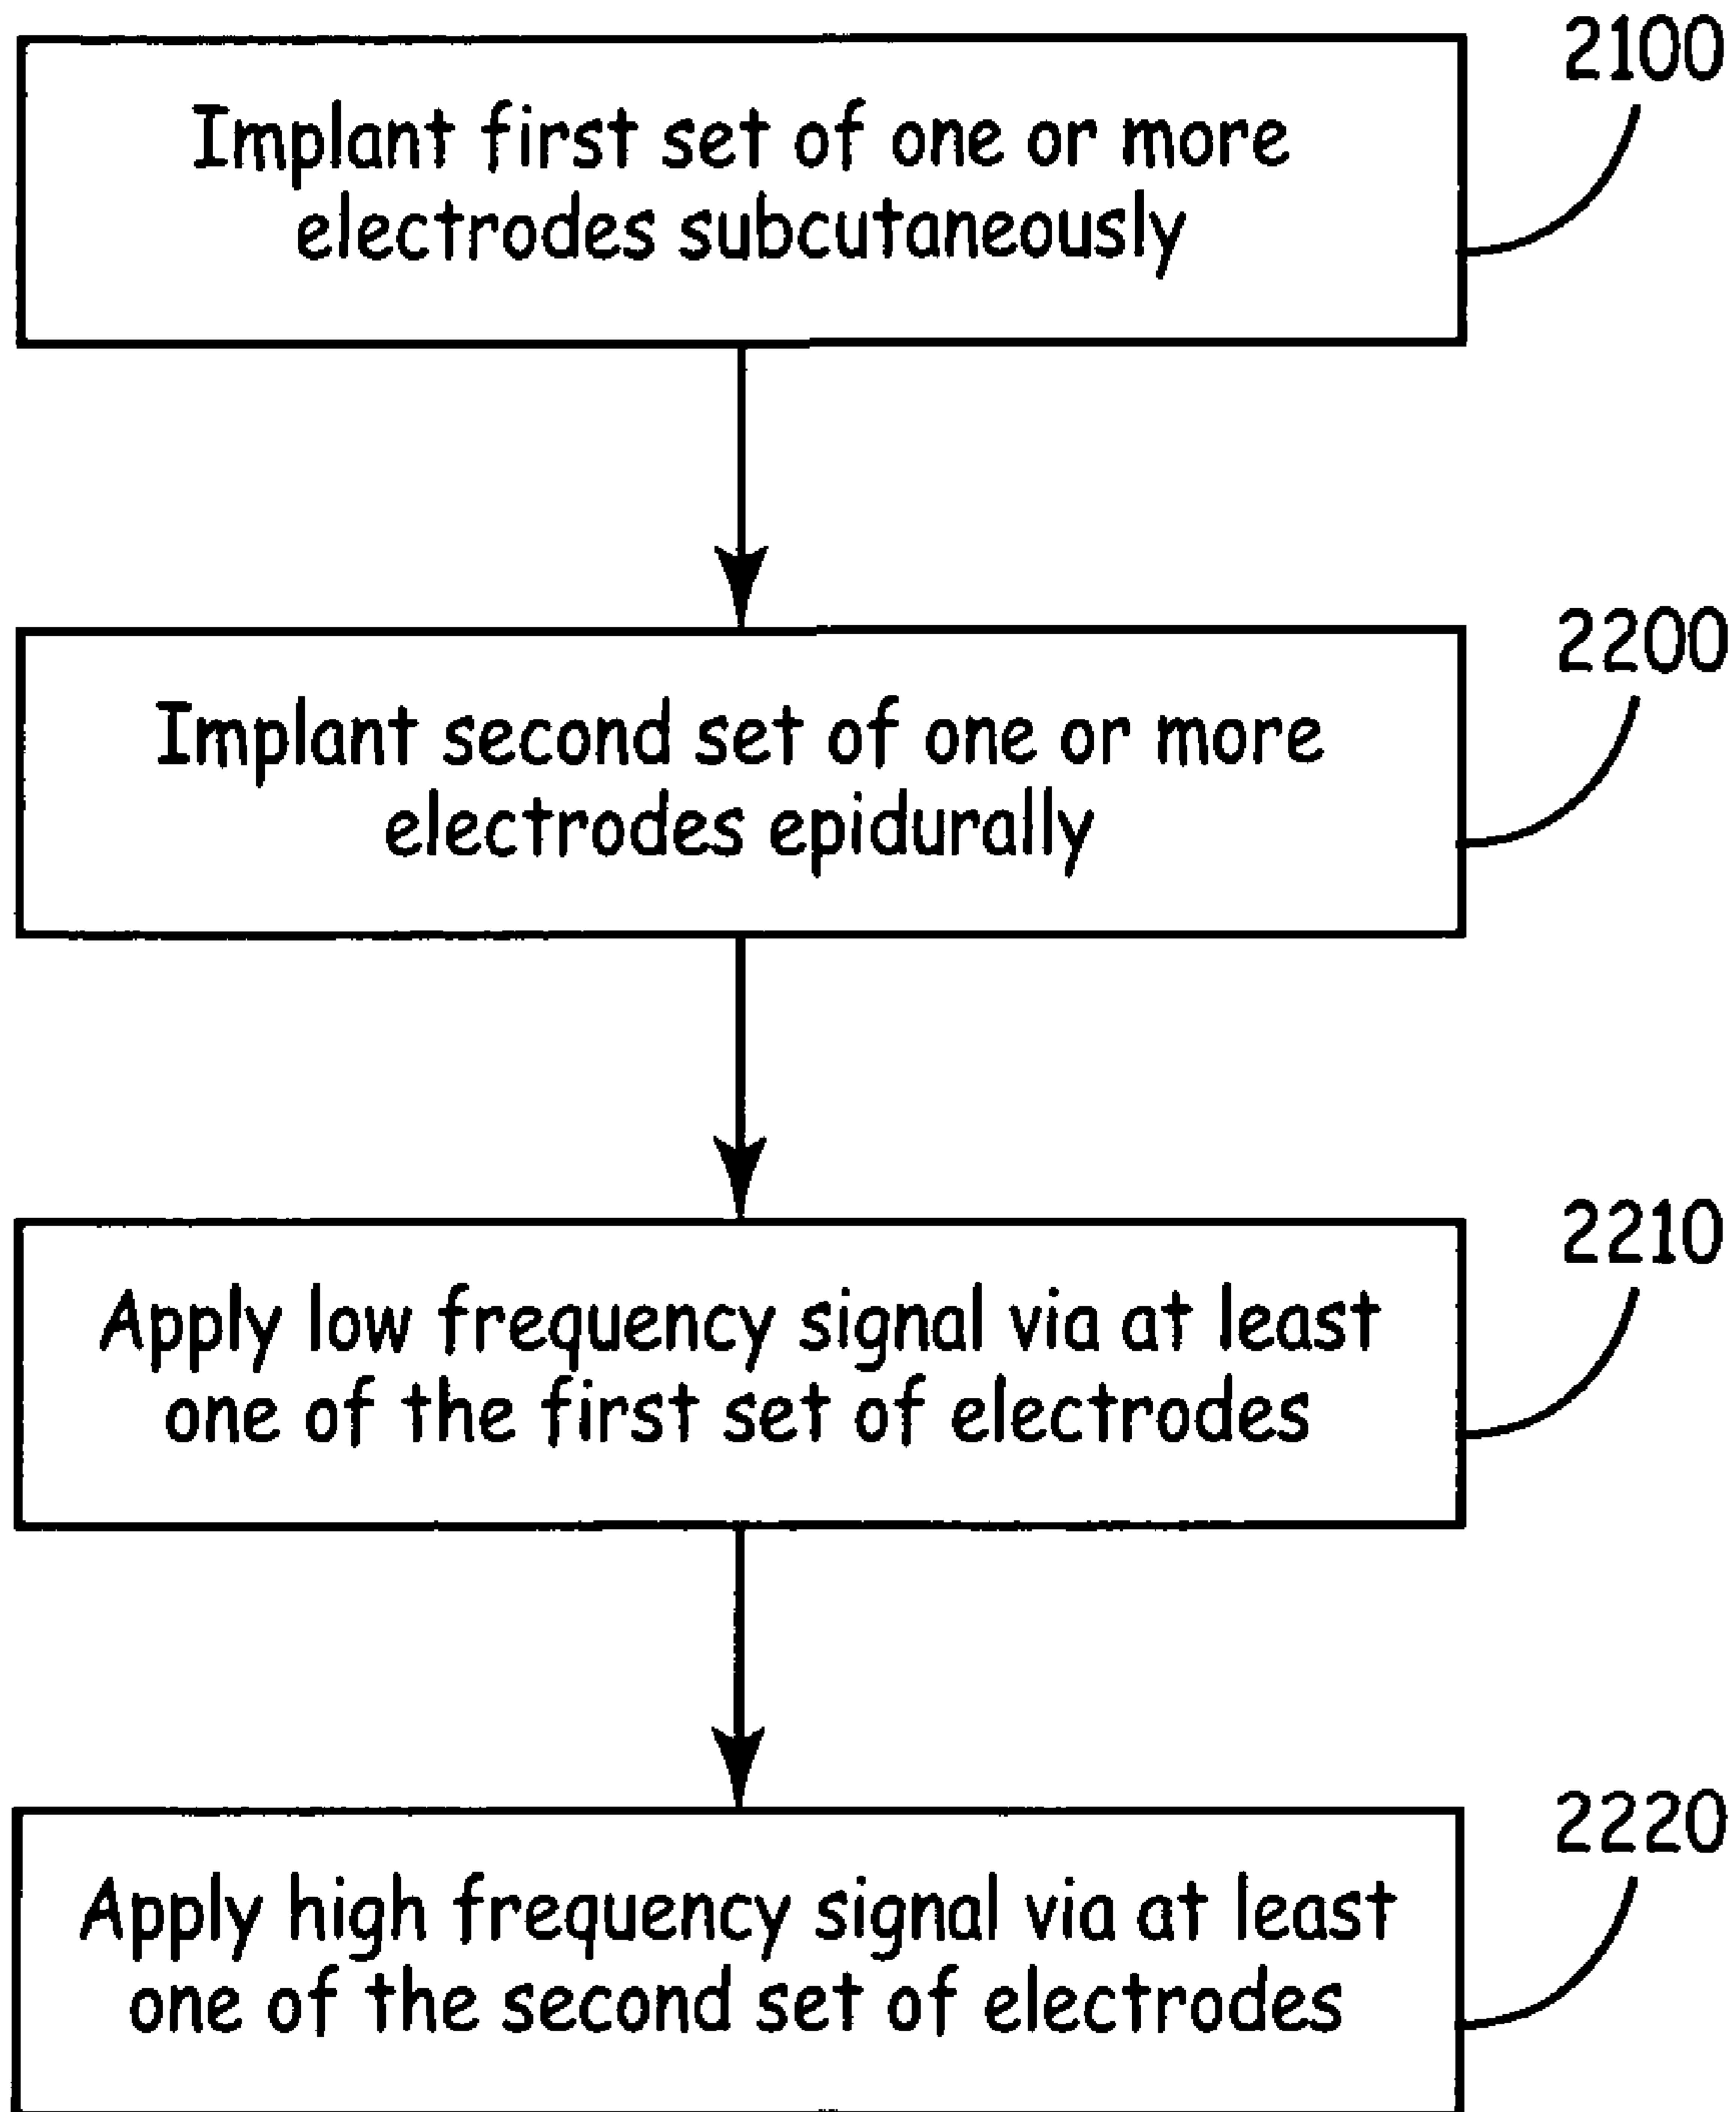 2100
Implant first set of one or more
electrodes subcutaneously
2200
Implant second set of one or more
electrodes epidurally
2210
Apply low frequency signal via at least
one of the first set of electrodes
2220
Apply high frequency signal via at least
one of the second set of electrodes